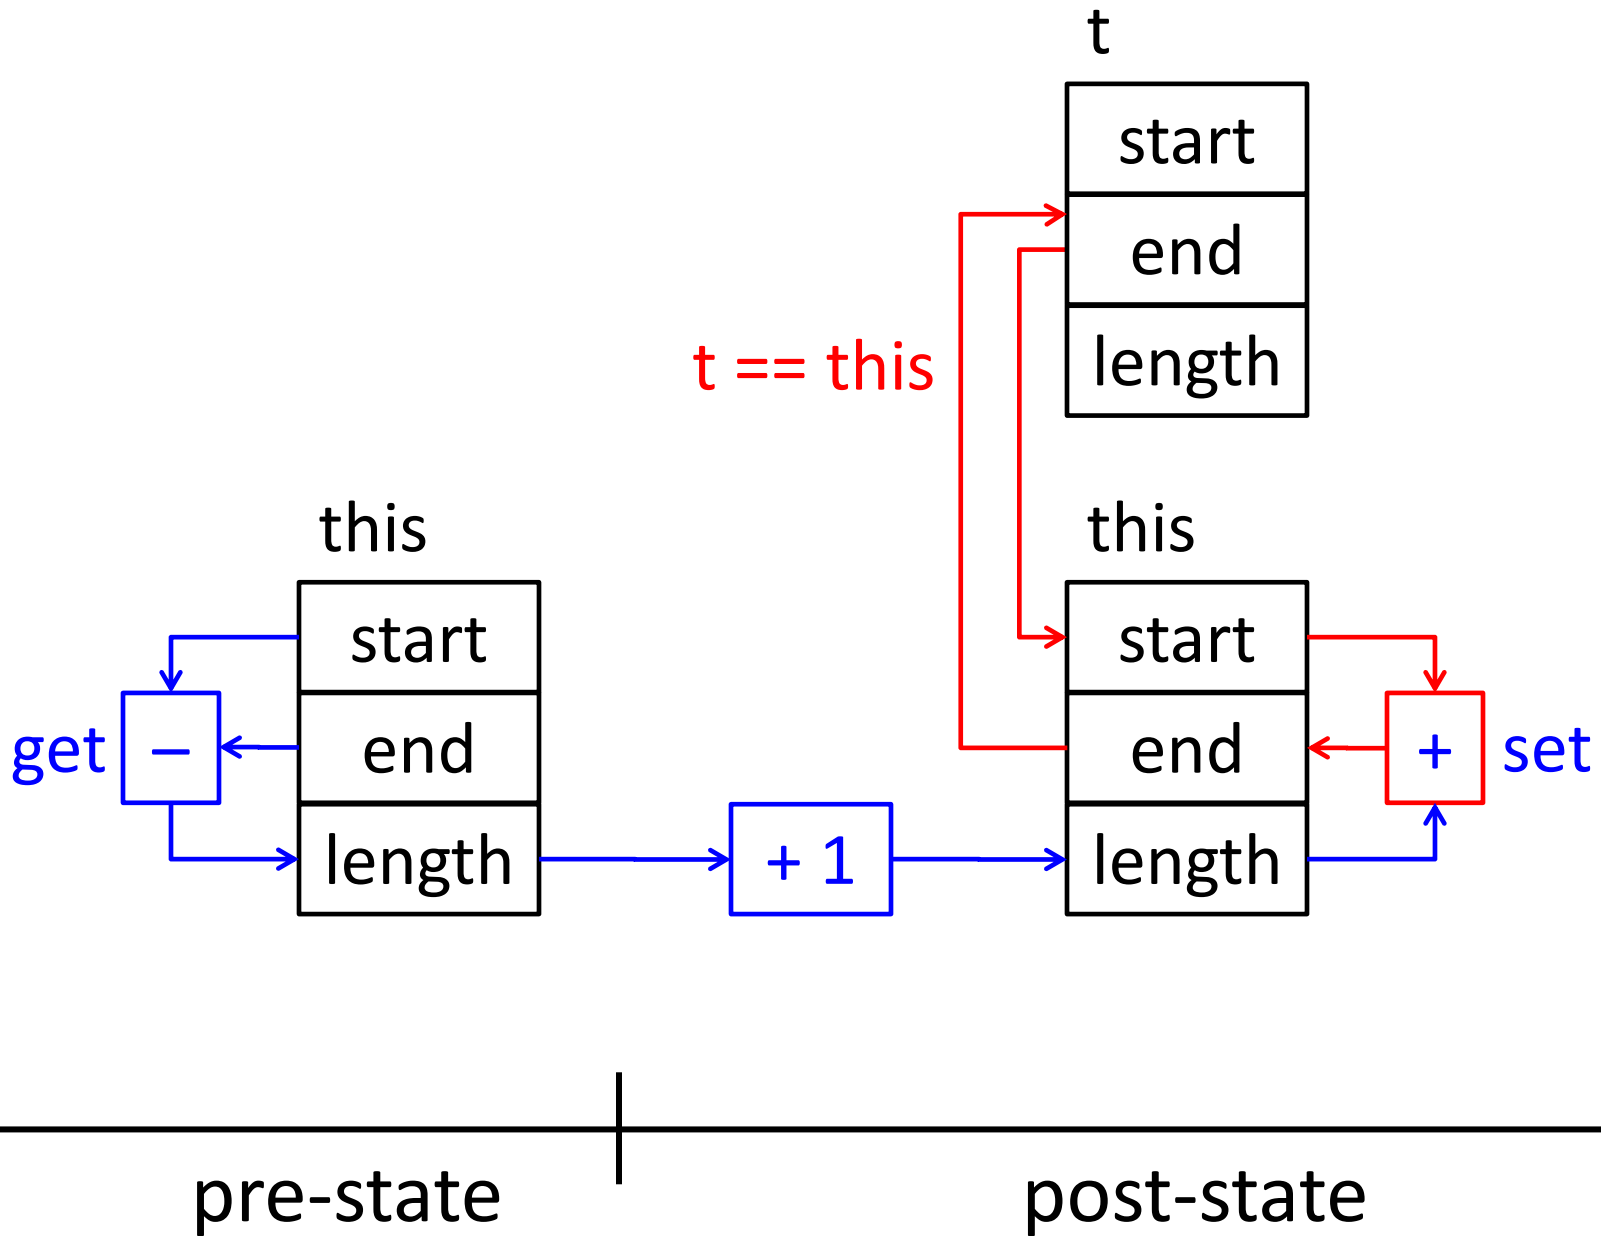 t
start
end
length
t == this
this
start
end
length
get
−
+ 1
this
start
end
length
+
set
pre-state
post-state